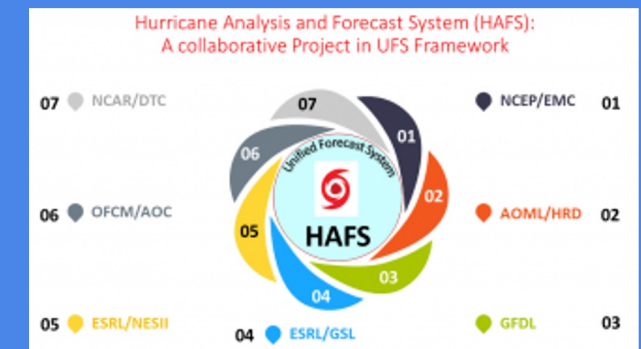 Hurricane Analysis and Forecast System (HAFS):
A collaborative Project in UFS Framework
07 NCAR/DTC
NCEP/EMC 01
06 OFCM/AOC
AOML/HRD 02
05 ESRL/NESII
04 ESRL/GSL
GFDL 03
07
01
06
02
05
03
04
Unified Forecast System
HAFS